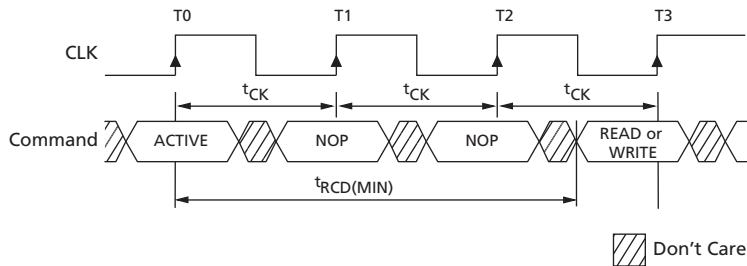 T0 T1 T2 T3
CLK
tCK tCK tCK
Command ACTIVE NOP NOP READ or
WRITE
tRCD(MIN)
Don't Care